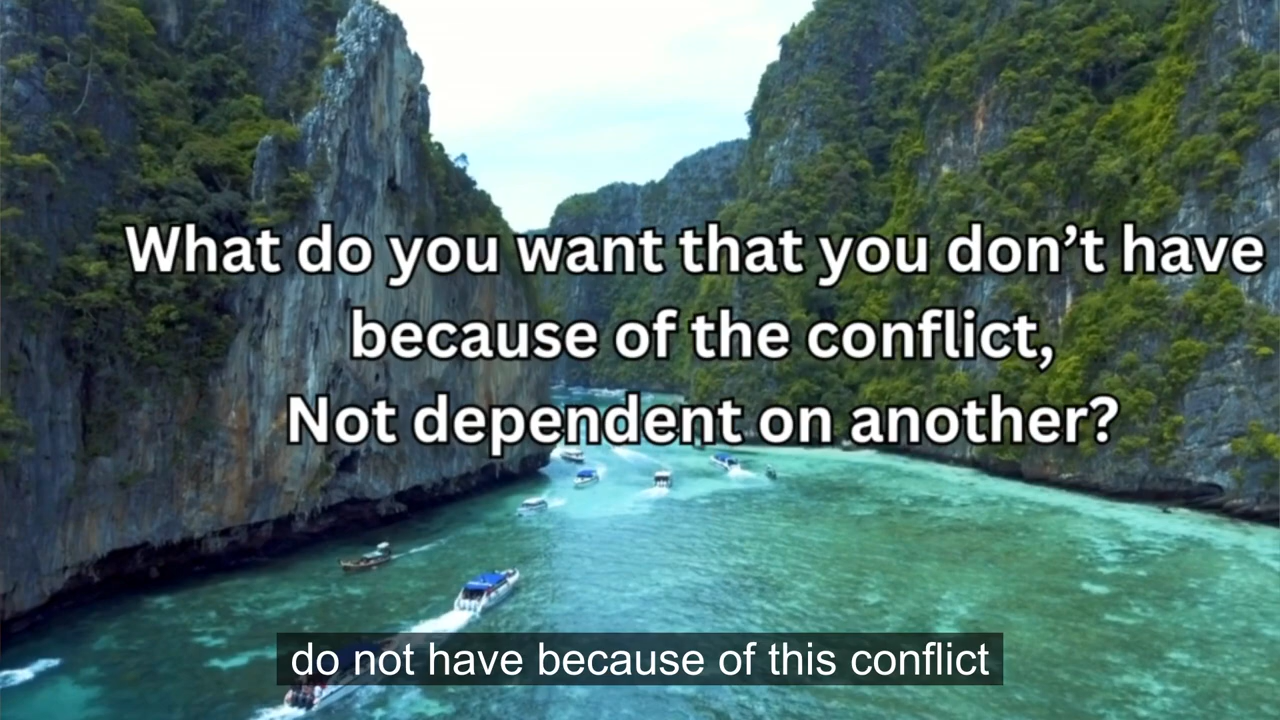 What do you want that you don't have
because of the conflict,
Not dependent on another?
do not have because of this conflict